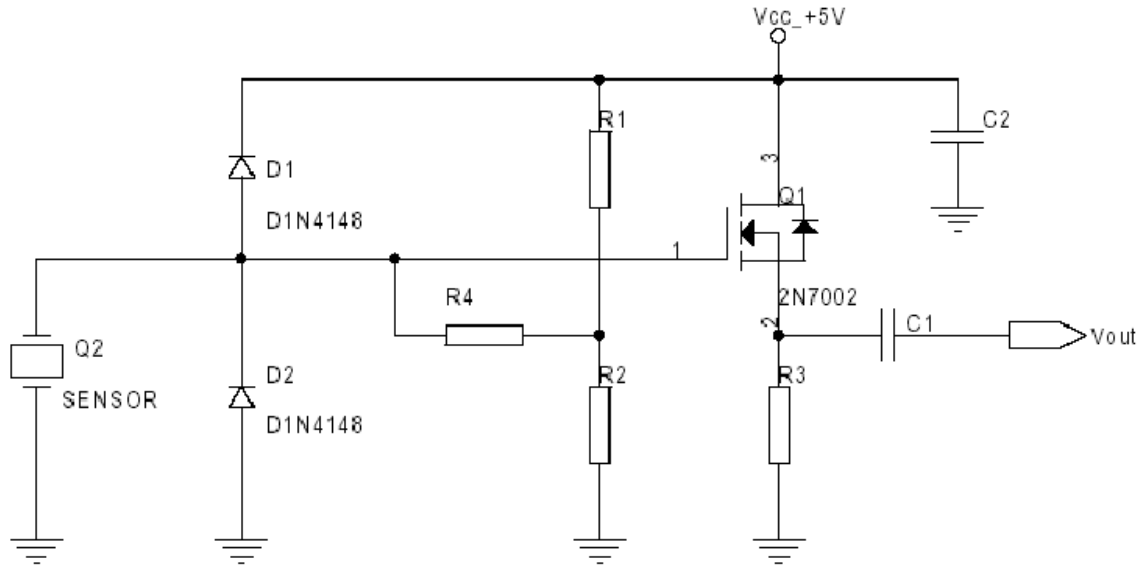 Vcc_+5V
R1
C2
3
D1
Q1
D1N4148
1
R4
2N7002
2
C1
Q2
Vout
D2
R2
R3
SENSOR
D1N4148